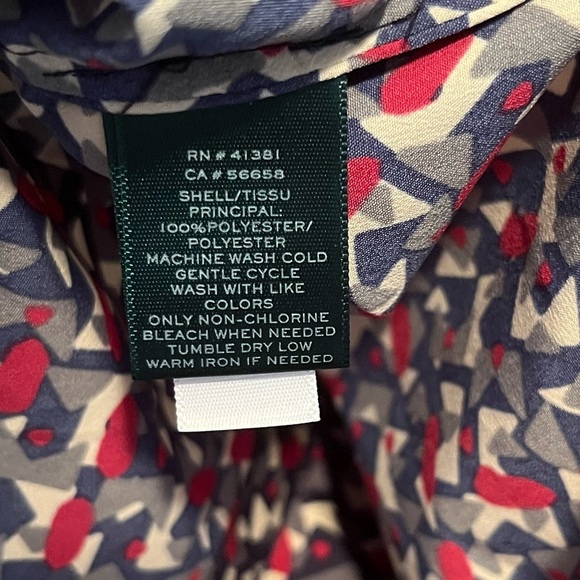 RN # 41381
CA # 56658
SHELL/TISSU
PRINCIPAL:
100%POLYESTER/
POLYESTER
MACHINE WASH COLD
GENTLE CYCLE
WASH WITH LIKE
COLORS
ONLY NON-CHLORINE
BLEACH WHEN NEEDED
TUMBLE DRY LOW
WARM IRON IF NEEDED